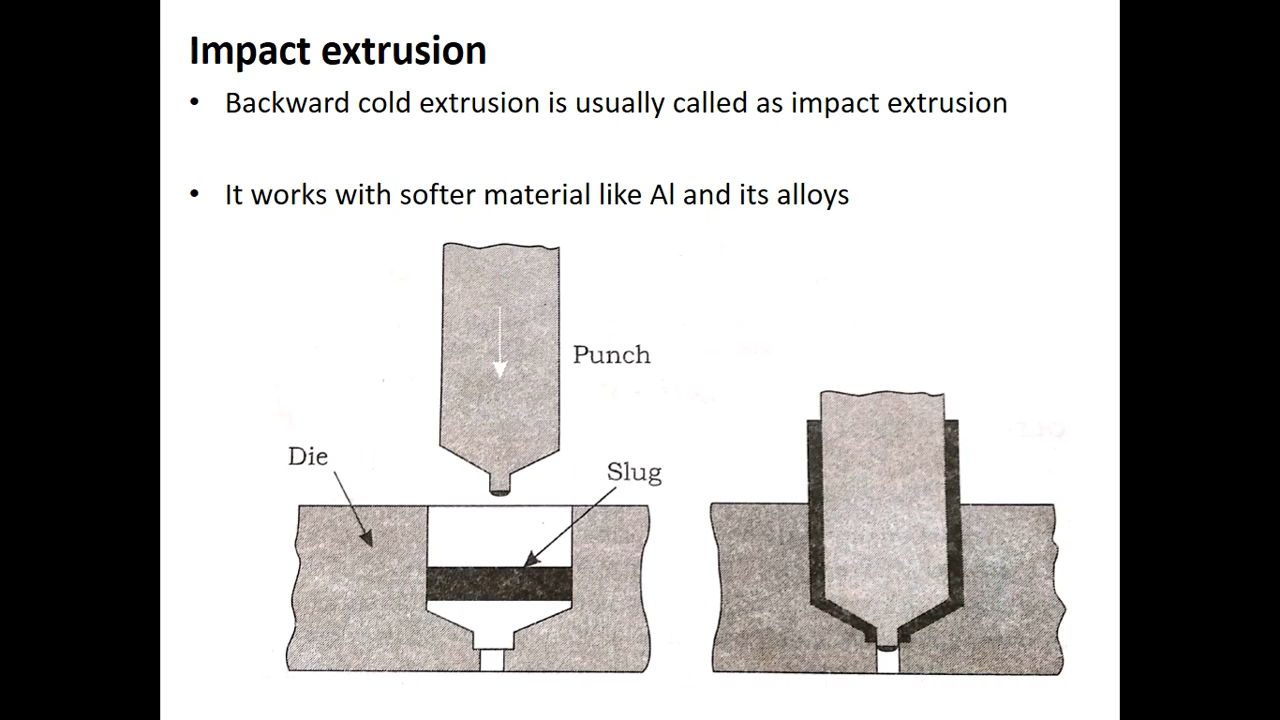 Impact extrusion
• Backward cold extrusion is usually called as impact extrusion
• It works with softer material like Al and its alloys
Punch
Die
Slug